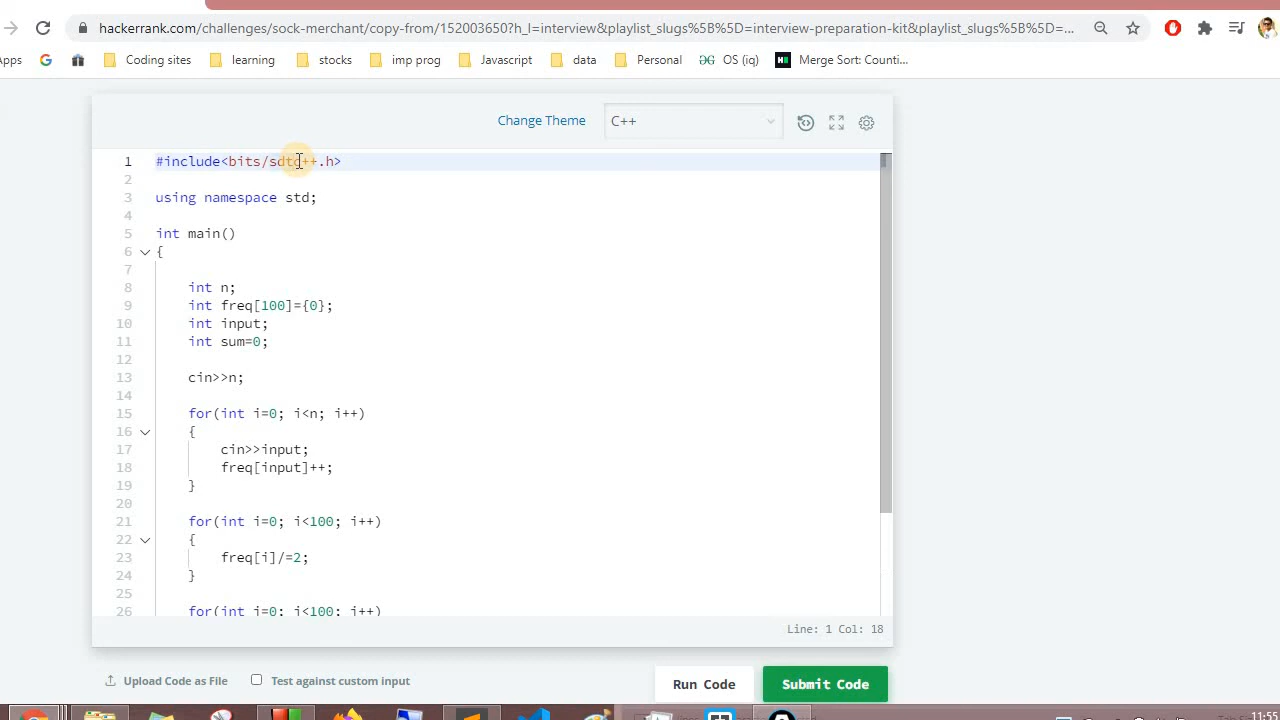 hackerrank.com/challenges/sock-merchant/copy-from/152003650?h_l=interview&playlist_slugs%5B%5D=interview-preparation-kit&playlist_slugs%5B%5D=...
pps
Coding sites
learning
stocks
imp prog
Javascript
data
Personal
OS (iq)
Merge Sort: Counti...
Change Theme
C++
1 #include<bits/sdtc++.h>
2
3 using namespace std;
4
5 int main()
6 {
7
8 int n;
9 int freq[100]={0};
10 int input;
11 int sum=0;
12
13 cin>>n;
14
15 for(int i=0; i<n; i++)
16 {
17 cin>>input;
18 freq[input]++;
19 }
20
21 for(int i=0; i<100; i++)
22 {
23 freq[i]/=2;
24 }
25
26 for(int i=0; i<100; i++)
Line: 1 Col: 18
Upload Code as File
Test against custom input
Run Code
Submit Code
11:55